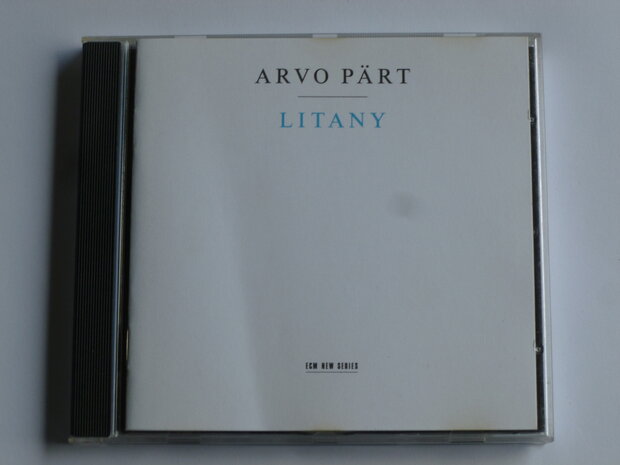 ARVO PÄRT
LITANY
ECM NEW SERIES